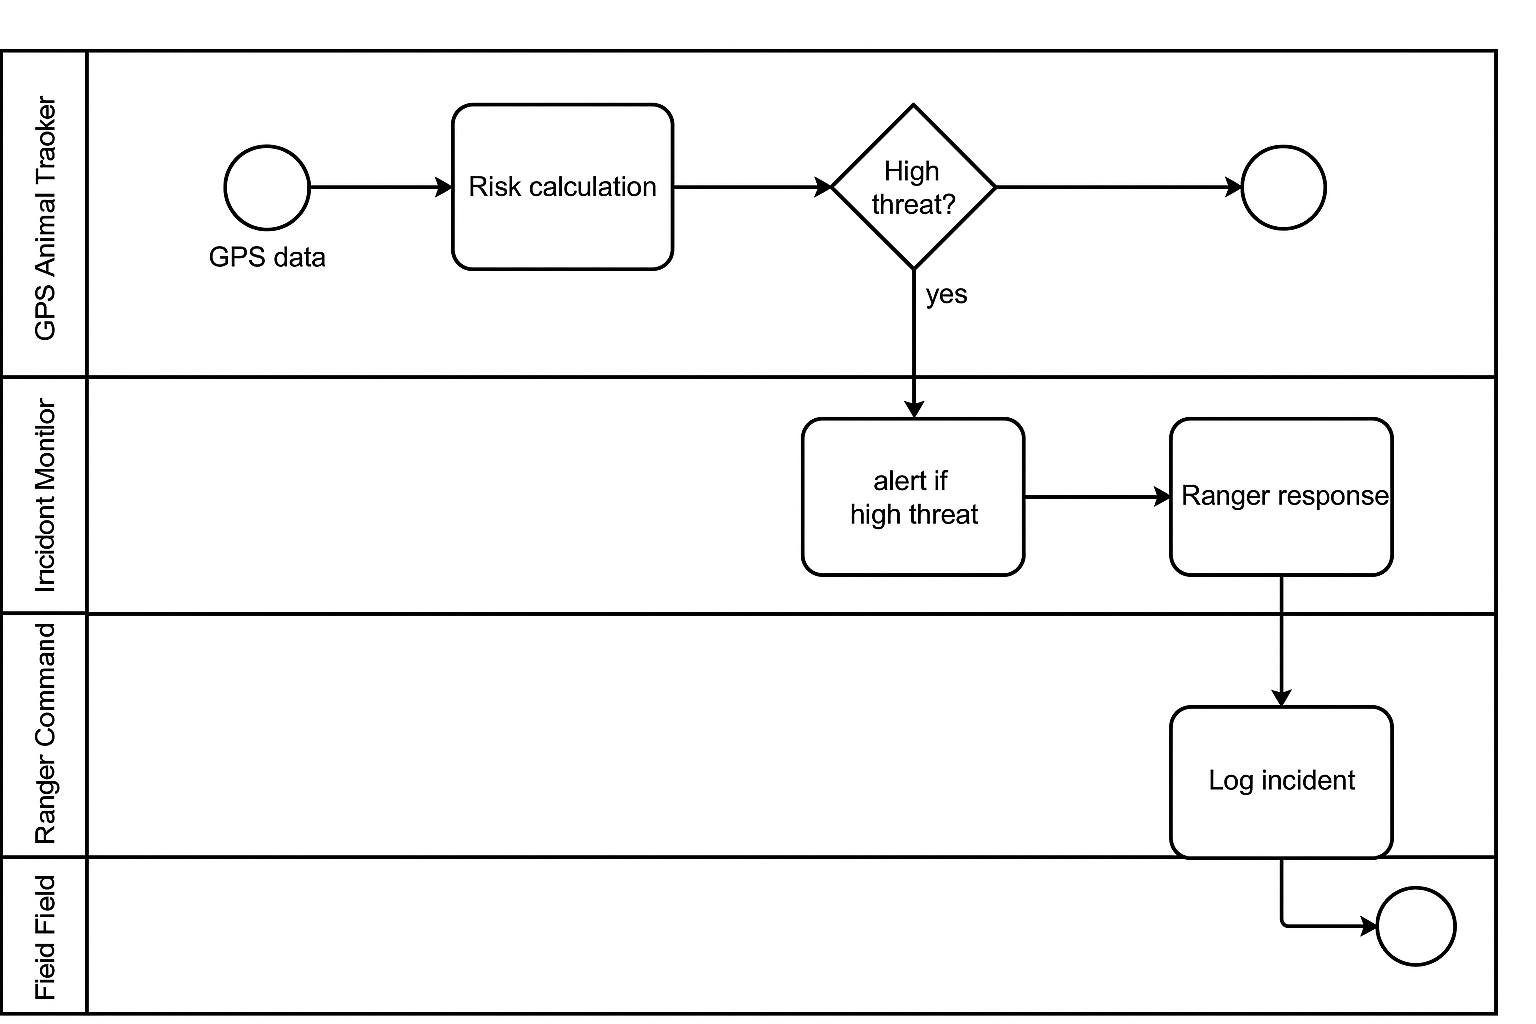 GPS Animal Traoker
GPS data
Risk calculation
High
threat?
yes
Incidont Montlor
alert if
high threat
Ranger response
Ranger Command
Log incident
Fieid Field